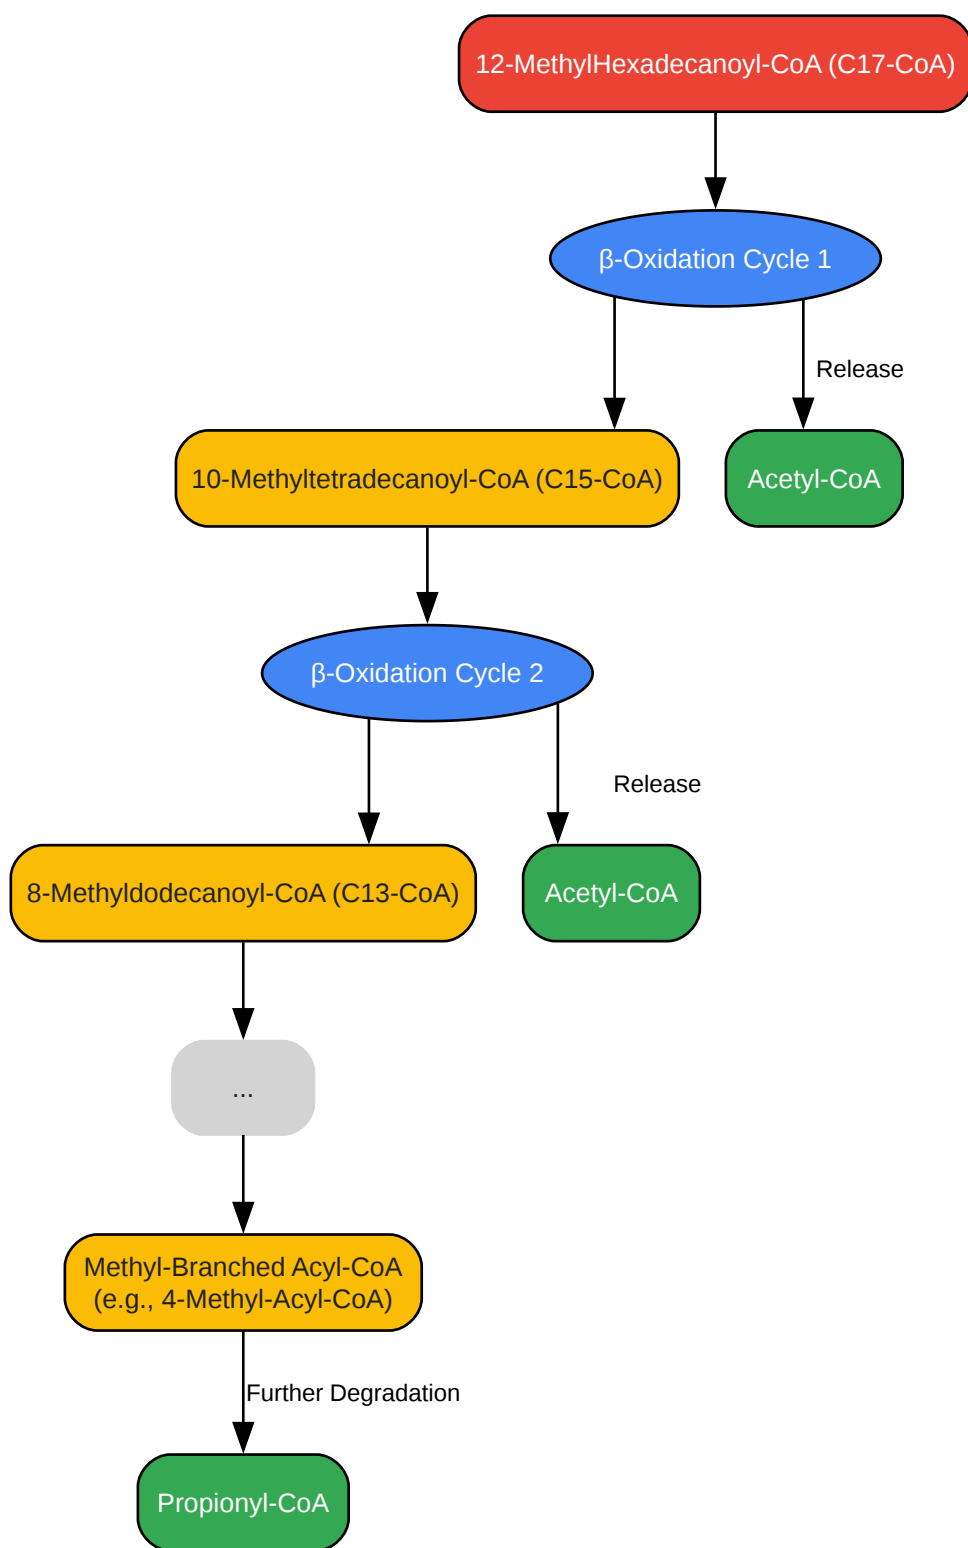 12-MethylHexadecanoyl-CoA (C17-CoA)
β-Oxidation Cycle 1
Release
10-Methyltetradecanoyl-CoA (C15-CoA)
Acetyl-CoA
β-Oxidation Cycle 2
Release
8-Methyldodecanoyl-CoA (C13-CoA)
Acetyl-CoA
...
Methyl-Branched Acyl-CoA
(e.g., 4-Methyl-Acyl-CoA)
Further Degradation
Propionyl-CoA